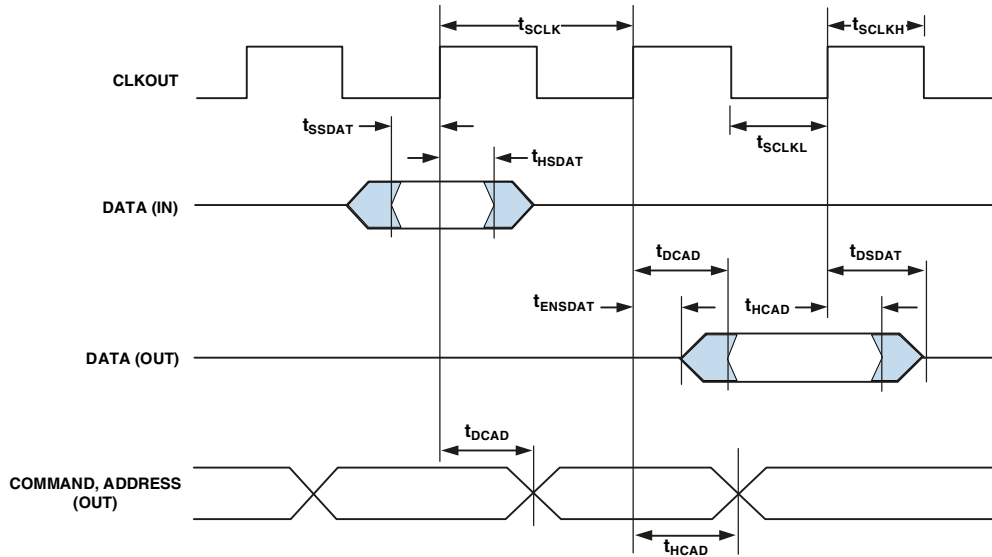 tSCLK
tSCLKH
CLKOUT
tSSDAT
tSCLKL
tHSDAT
DATA (IN)
tDCAD
tDSDAT
tENSDAT
tHCAD
DATA (OUT)
tDCAD
COMMAND, ADDRESS
(OUT)
tHCAD